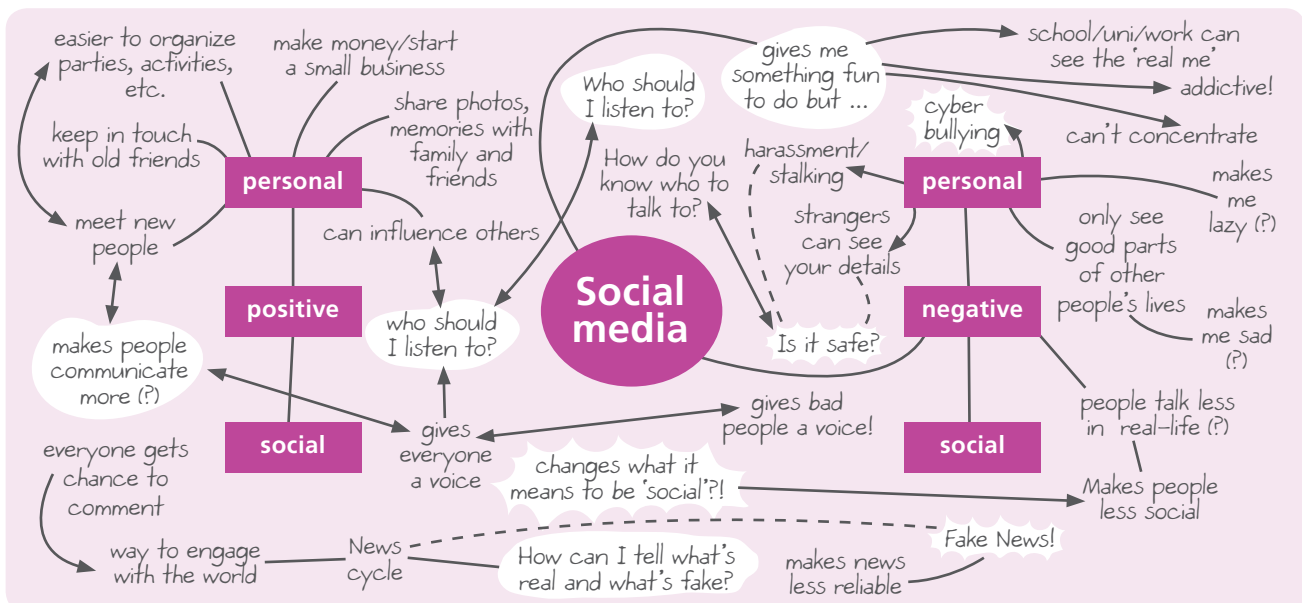 easier to organize
parties, activities,
etc.
make money/start
a small business
keep in touch
with old friends
share photos,
memories with
family and
friends
personal
meet new
people
can influence others
positive
makes people
communicate
more (?)
who should
I listen to?
social
gives
everyone
a voice
everyone gets
chance to
comment
way to engage
with the world
News
cycle
How can I tell what's
real and what's fake?
Who should
I listen to?
How do you
know who to
talk to?
Social
media
gives me
something fun
to do but ...
school/uni/work can
see the 'real me'
addictive!
can't concentrate
cyber
bullying
harassment/
stalking
personal
makes
me
lazy (?)
strangers
can see
your details
only see
good parts
of other
people's lives
makes
me sad
(?)
negative
Is it safe?
gives bad
people a voice!
social
people talk less
in real-life (?)
changes what it
means to be 'social'?!
Makes people
less social
Fake News!
makes news
less reliable